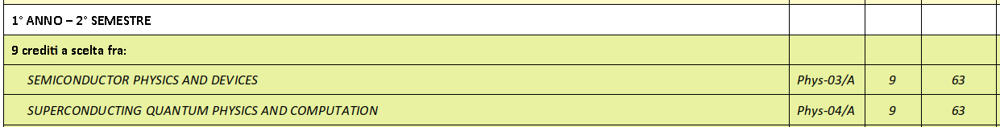 1° ANNO – 2° SEMESTRE
9 crediti a scelta fra:
SEMICONDUCTOR PHYSICS AND DEVICES Phys-03/A 9 63
SUPERCONDUCTING QUANTUM PHYSICS AND COMPUTATION Phys-04/A 9 63